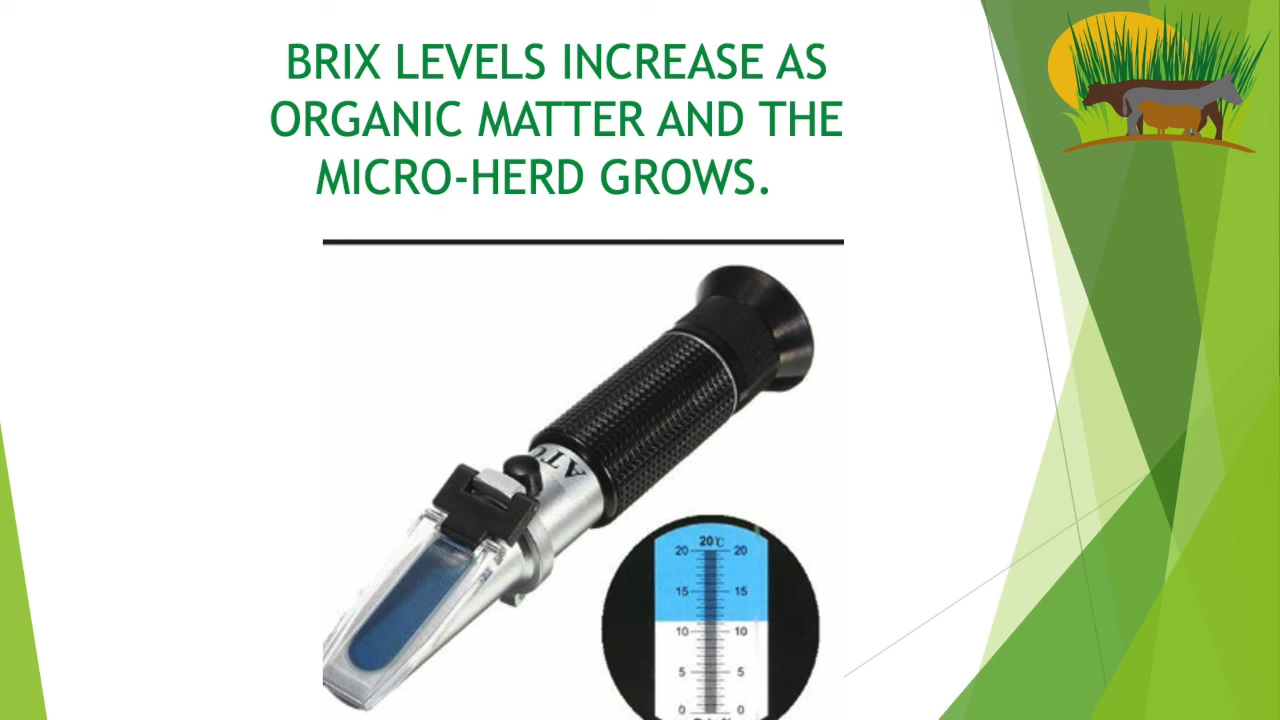 BRIX LEVELS INCREASE AS
ORGANIC MATTER AND THE
MICRO-HERD GROWS.
ATC
20℃
20 20
15 15
10 10
5 5
0 0